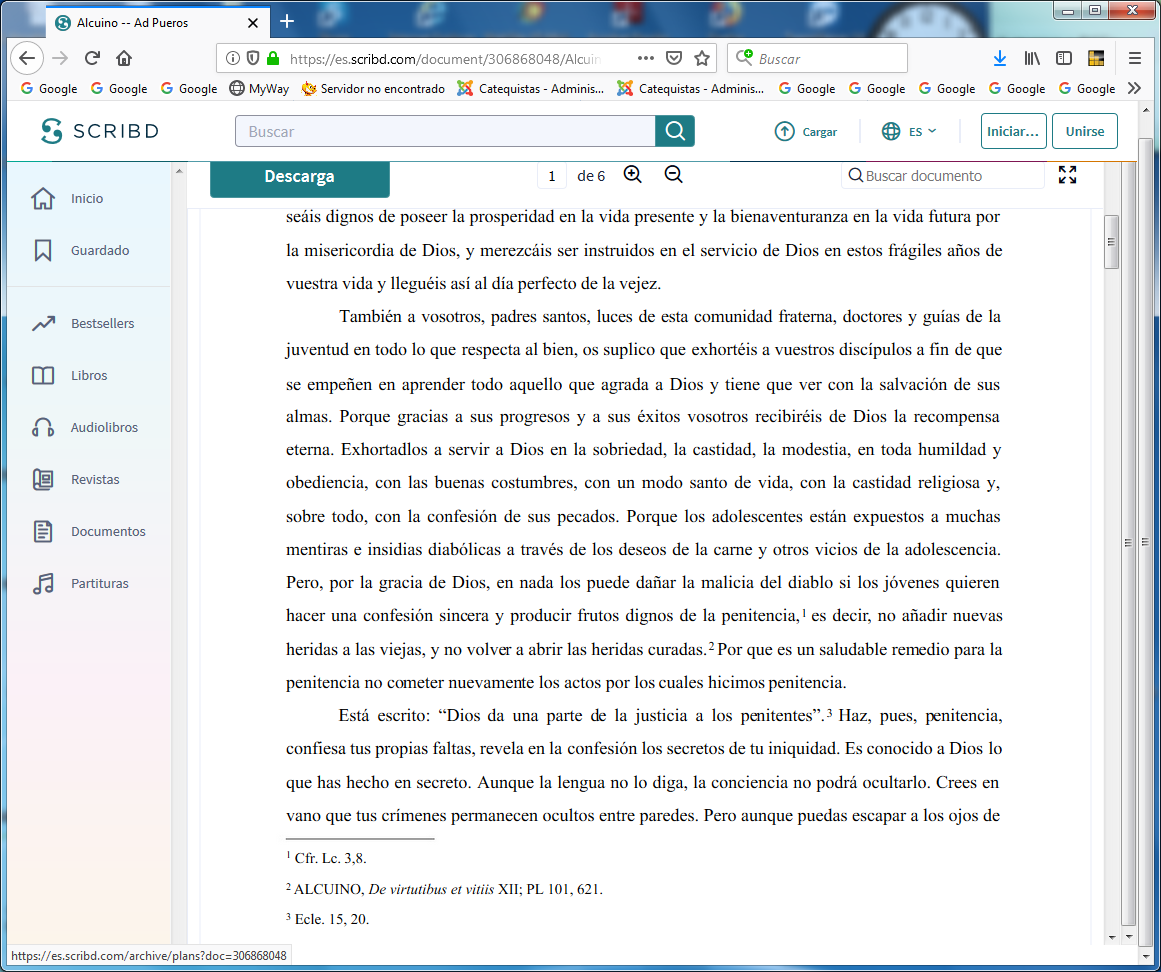 Alcuino -- Ad Pueros
https://es.scribd.com/document/306868048/Alcuin
Buscar
Google Google Google MyWay Servidor no encontrado Catequistas - Adminis... Catequistas - Adminis... Google Google Google Google Google
SCRIBD
Buscar
Cargar
ES
Iniciar...
Unirse
Descarga
1 de 6
Buscar documento
Inicio
Guardado
Bestsellers
Libros
Audiolibros
Revistas
Documentos
Partituras
seáis dignos de poseer la prosperidad en la vida presente y la bienaventuranza en la vida futura por
la misericordia de Dios, y merezcáis ser instruidos en el servicio de Dios en estos frágiles años de
vuestra vida y lleguéis así al día perfecto de la vejez.
También a vosotros, padres santos, luces de esta comunidad fraterna, doctores y guías de la
juventud en todo lo que respecta al bien, os suplico que exhortéis a vuestros discípulos a fin de que
se empeñen en aprender todo aquello que agrada a Dios y tiene que ver con la salvación de sus
almas. Porque gracias a sus progresos y a sus éxitos vosotros recibiréis de Dios la recompensa
eterna. Exhortadlos a servir a Dios en la sobriedad, la castidad, la modestia, en toda humildad y
obediencia, con las buenas costumbres, con un modo santo de vida, con la castidad religiosa y,
sobre todo, con la confesión de sus pecados. Porque los adolescentes están expuestos a muchas
mentiras e insidias diabólicas a través de los deseos de la carne y otros vicios de la adolescencia.
Pero, por la gracia de Dios, en nada los puede dañar la malicia del diablo si los jóvenes quieren
hacer una confesión sincera y producir frutos dignos de la penitencia,1 es decir, no añadir nuevas
heridas a las viejas, y no volver a abrir las heridas curadas.2 Por que es un saludable remedio para la
penitencia no cometer nuevamente los actos por los cuales hicimos penitencia.
Está escrito: “Dios da una parte de la justicia a los penitentes”.3 Haz, pues, penitencia,
confiesa tus propias faltas, revela en la confesión los secretos de tu iniquidad. Es conocido a Dios lo
que has hecho en secreto. Aunque la lengua no lo diga, la conciencia no podrá ocultarlo. Crees en
vano que tus crímenes permanecen ocultos entre paredes. Pero aunque puedas escapar a los ojos de
1 Cfr. Lc. 3,8.
2 ALCUINO, De virtutibus et vitiis XII; PL 101, 621.
3 Ecle. 15, 20.
https://es.scribd.com/archive/plans?doc=306868048